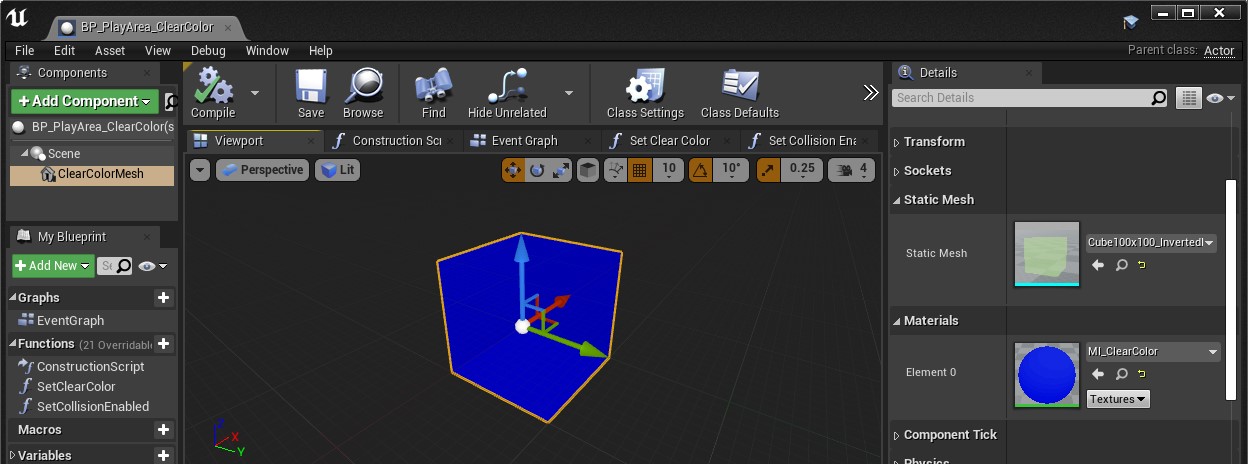 BP_PlayArea_ClearColor
File Edit Asset View Debug Window Help
Parent class: Actor
Components
+ Add Component
BP_PlayArea_ClearColor(s
Scene
ClearColorMesh
My Blueprint
+ Add New
Graphs
EventGraph
Functions (21 Overridable
ConstructionScript
SetClearColor
SetCollisionEnabled
Macros
Variables
Compile
Save
Browse
Find
Hide Unrelated
Class Settings
Class Defaults
Viewport
Construction Scr
Event Graph
Set Clear Color
Set Collision Ena
Perspective
Lit
10
10°
0.25
4
Z
X
Y
Details
Search Details
Transform
Sockets
Static Mesh
Static Mesh
Cube100x100_Inverted
Materials
Element 0
MI_ClearColor
Textures
Component Tick
Physics